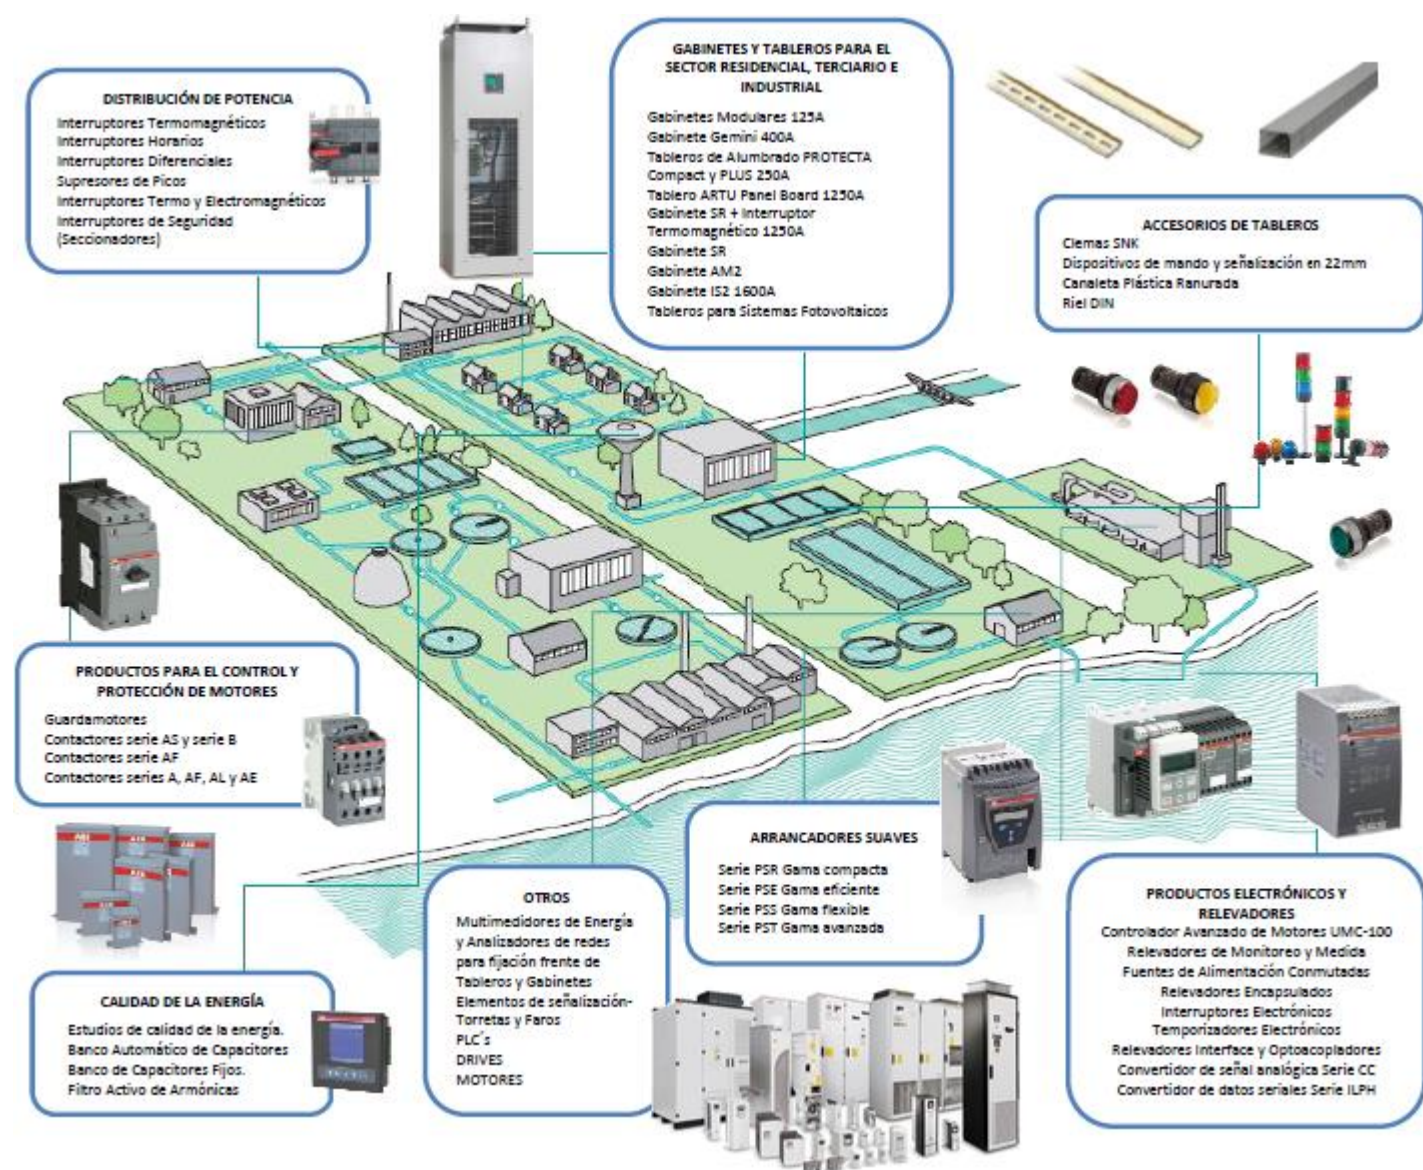 DISTRIBUCIÓN DE POTENCIA
Interruptores Termomagnéticos
Interruptores Horarios
Interruptores Diferenciales
Supresores de Picos
Interruptores Termo y Electromagnéticos
Interruptores de Seguridad
(Seccionadores)
GABINETES Y TABLEROS PARA EL
SECTOR RESIDENCIAL, TERCIARIO E
INDUSTRIAL
Gabinetes Modulares 125A
Gabinete Gemini 400A
Tableros de Alumbrado PROTECTA
Compact y PLUS 250A
Tablero ARTU Panel Board 1250A
Gabinete SR + Interruptor
Termomagnético 1250A
Gabinete SR
Gabinete AM2
Gabinete IS2 1600A
Tableros para Sistemas Fotovoltaicos
ACCESORIOS DE TABLEROS
Clemas SNK
Dispositivos de mando y señalización en 22mm
Canaleta Plástica Ranurada
Riel DIN
PRODUCTOS PARA EL CONTROL Y
PROTECCIÓN DE MOTORES
Guardamotores
Contactores serie AS y serie B
Contactores serie AF
Contactores series A, AF, AL y AE
ABB
CALIDAD DE LA ENERGÍA
Estudios de calidad de la energía.
Banco Automático de Capacitores
Banco de Capacitores Fijos.
Filtro Activo de Armónicas
OTROS
Multimedidores de Energía
y Analizadores de redes
para fijación frente de
Tableros y Gabinetes
Elementos de señalización-
Torretas y Faros
PLC´s
DRIVES
MOTORES
ARRANCADORES SUAVES
Serie PSR Gama compacta
Serie PSE Gama eficiente
Serie PSS Gama flexible
Serie PST Gama avanzada
PRODUCTOS ELECTRÓNICOS Y
RELEVADORES
Controlador Avanzado de Motores UMC-100
Relevadores de Monitoreo y Medida
Fuentes de Alimentación Conmutadas
Relevadores Encapsulados
Interruptores Electrónicos
Temporizadores Electrónicos
Relevadores Interface y Optoacopladores
Convertidor de señal analógica Serie CC
Convertidor de datos seriales Serie ILPH